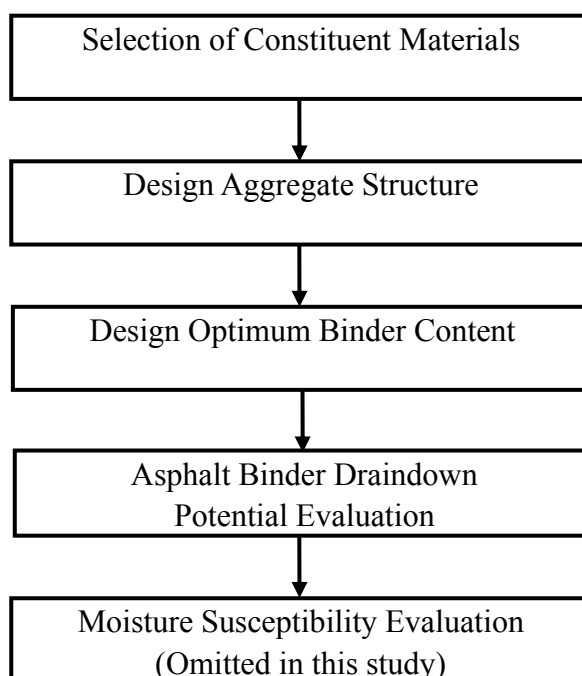 Selection of Constituent Materials
Design Aggregate Structure
Design Optimum Binder Content
Asphalt Binder Draindown
Potential Evaluation
Moisture Susceptibility Evaluation
(Omitted in this study)